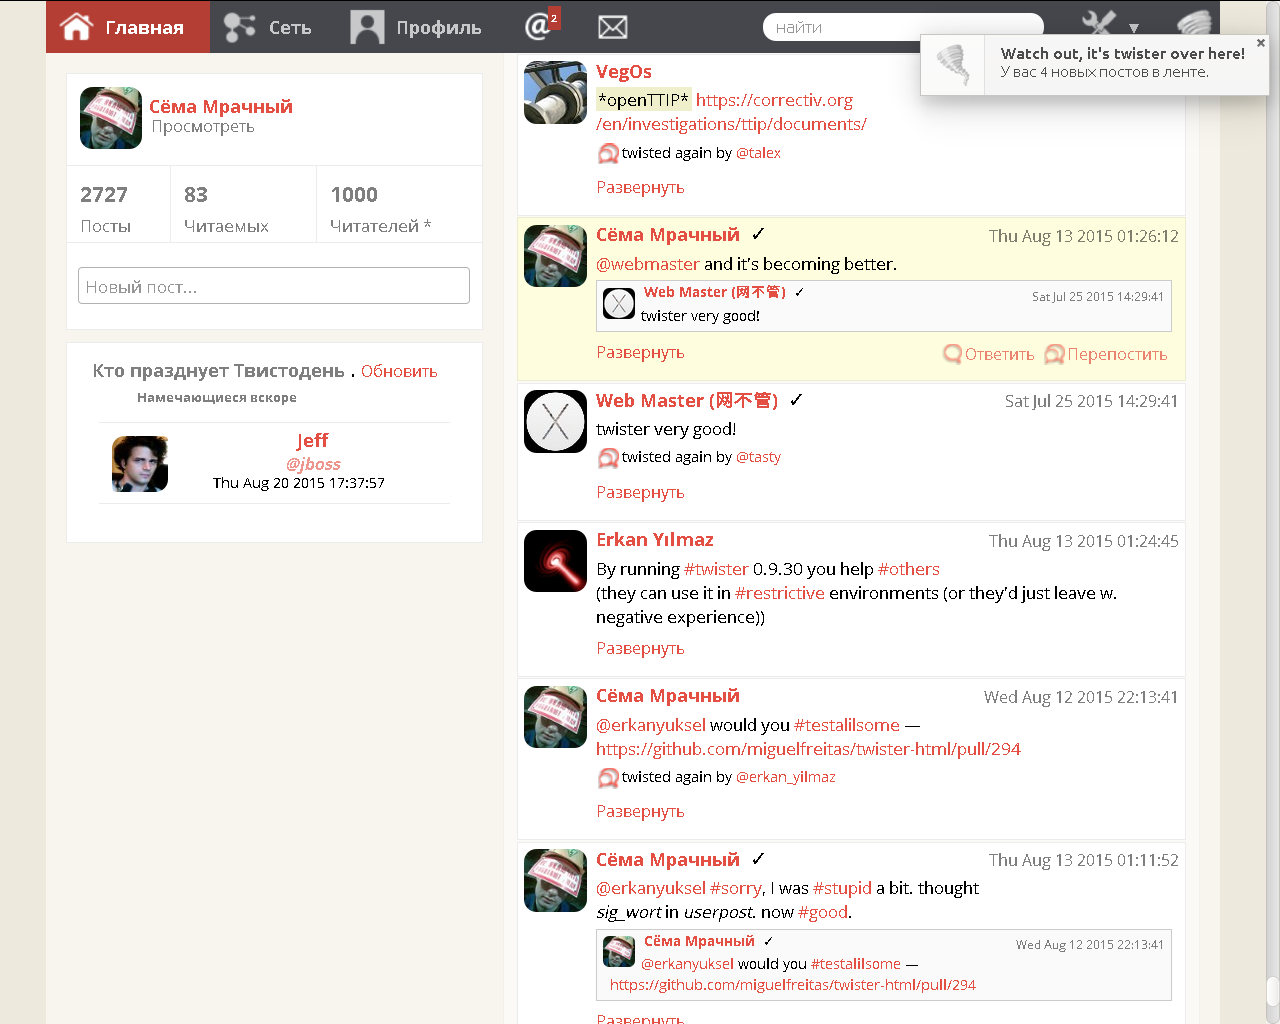 Главная
Сеть
Профиль
@ 2
найти
▼
Watch out, it's twister over here!
У вас 4 новых постов в ленте.
Сёма Мрачный
Просмотреть
2727
Посты
83
Читаемых
1000
Читателей *
Новый пост...
Кто празднует Твистодень . Обновить
Намечающиеся вскоре
Jeff
@jboss
Thu Aug 20 2015 17:37:57
VegOs
*openTTIP* https://correctiv.org
/en/investigations/ttip/documents/
twisted again by @talex
Развернуть
Сёма Мрачный ✓ Thu Aug 13 2015 01:26:12
@webmaster and it’s becoming better.
Web Master (网不管) ✓ Sat Jul 25 2015 14:29:41
twister very good!
Развернуть Ответить Перепостить
Web Master (网不管) ✓ Sat Jul 25 2015 14:29:41
twister very good!
twisted again by @tasty
Развернуть
Erkan Yılmaz Thu Aug 13 2015 01:24:45
By running #twister 0.9.30 you help #others
(they can use it in #restrictive environments (or they’d just leave w.
negative experience))
Развернуть
Сёма Мрачный Wed Aug 12 2015 22:13:41
@erkanyuksel would you #testalilsome —
https://github.com/miguelfreitas/twister-html/pull/294
twisted again by @erkan_yilmaz
Развернуть
Сёма Мрачный ✓ Thu Aug 13 2015 01:11:52
@erkanyuksel #sorry, I was #stupid a bit. thought
sig_wort in userpost. now #good.
Сёма Мрачный ✓ Wed Aug 12 2015 22:13:41
@erkanyuksel would you #testalilsome —
https://github.com/miguelfreitas/twister-html/pull/294
Развернуть